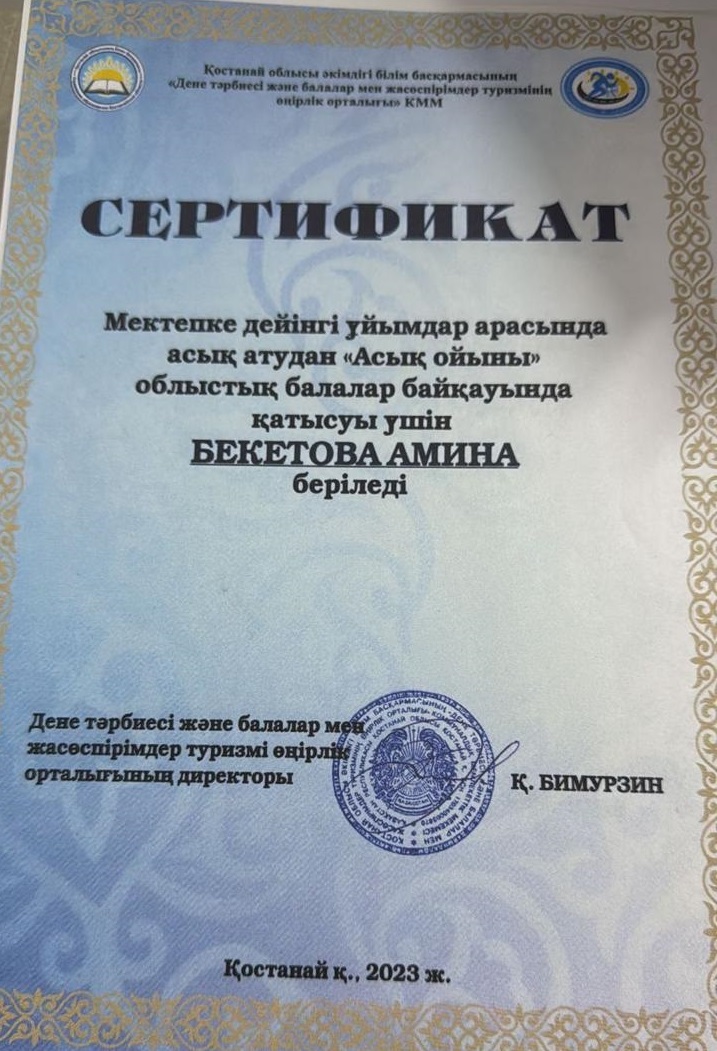 Қостанай облысы әкімдігі білім басқармасының
«Дене тәрбиесі және балалар мен жасөспірімдер туризмінің
өңірлік орталығы» КММ
СЕРТИФИКАТ
Мектепке дейінгі ұйымдар арасында
асық атудан «Асық ойыны»
облыстық балалар байқауында
қатысуы үшін
БЕКЕТОВА АМИНА
беріледі
Дене тәрбиесі және балалар мен
жасөспірімдер туризмі өңірлік
орталығының директоры
Қ. БИМУРЗИН
Қостанай қ., 2023 ж.